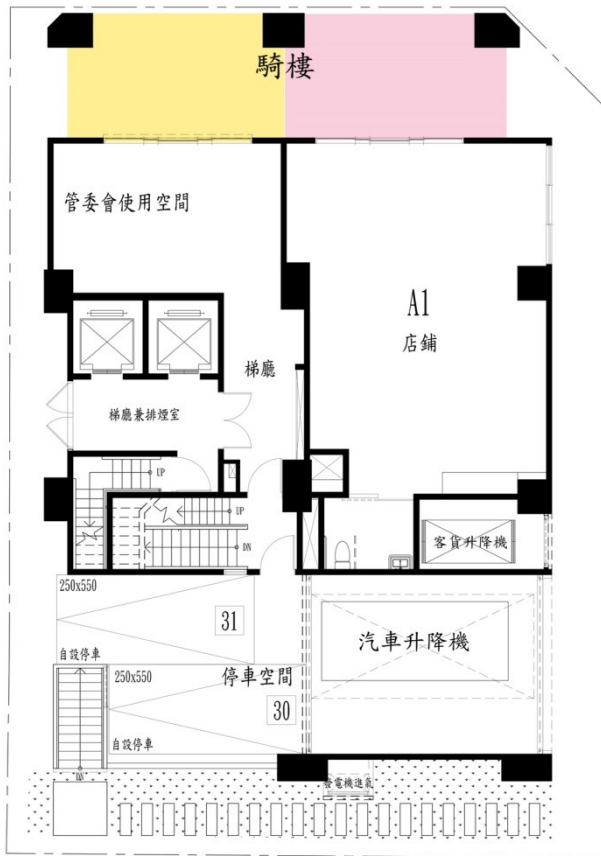 騎樓
管委會使用空間
A1
店鋪
梯廳
梯廳兼排煙室
UP
UP
DN
客貨升降機
250x550
31
自設停車
汽車升降機
250x550
停車空間
30
自設停車
DN
發電機進氣